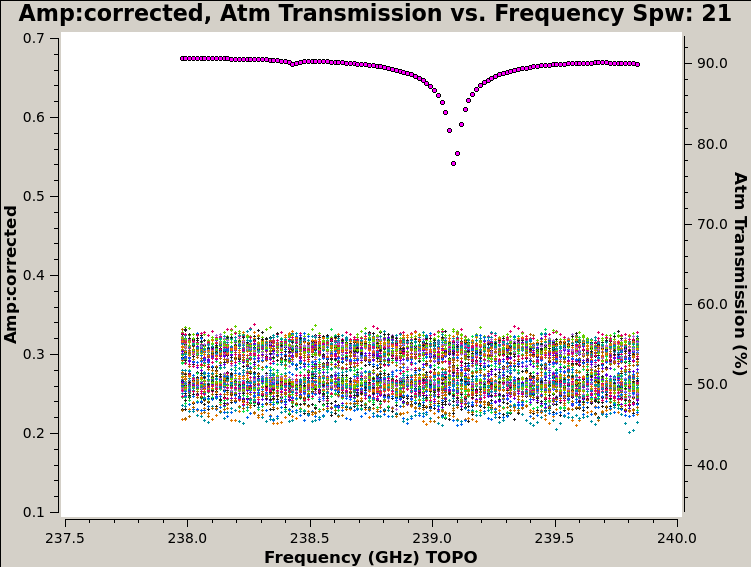 Amp:corrected, Atm Transmission vs. Frequency Spw: 21
0.7
0.6
0.5
0.4
0.3
0.2
0.1
Amp:corrected
90.0
80.0
70.0
60.0
50.0
40.0
Atm Transmission (%)
237.5 238.0 238.5 239.0 239.5 240.0
Frequency (GHz) TOPO